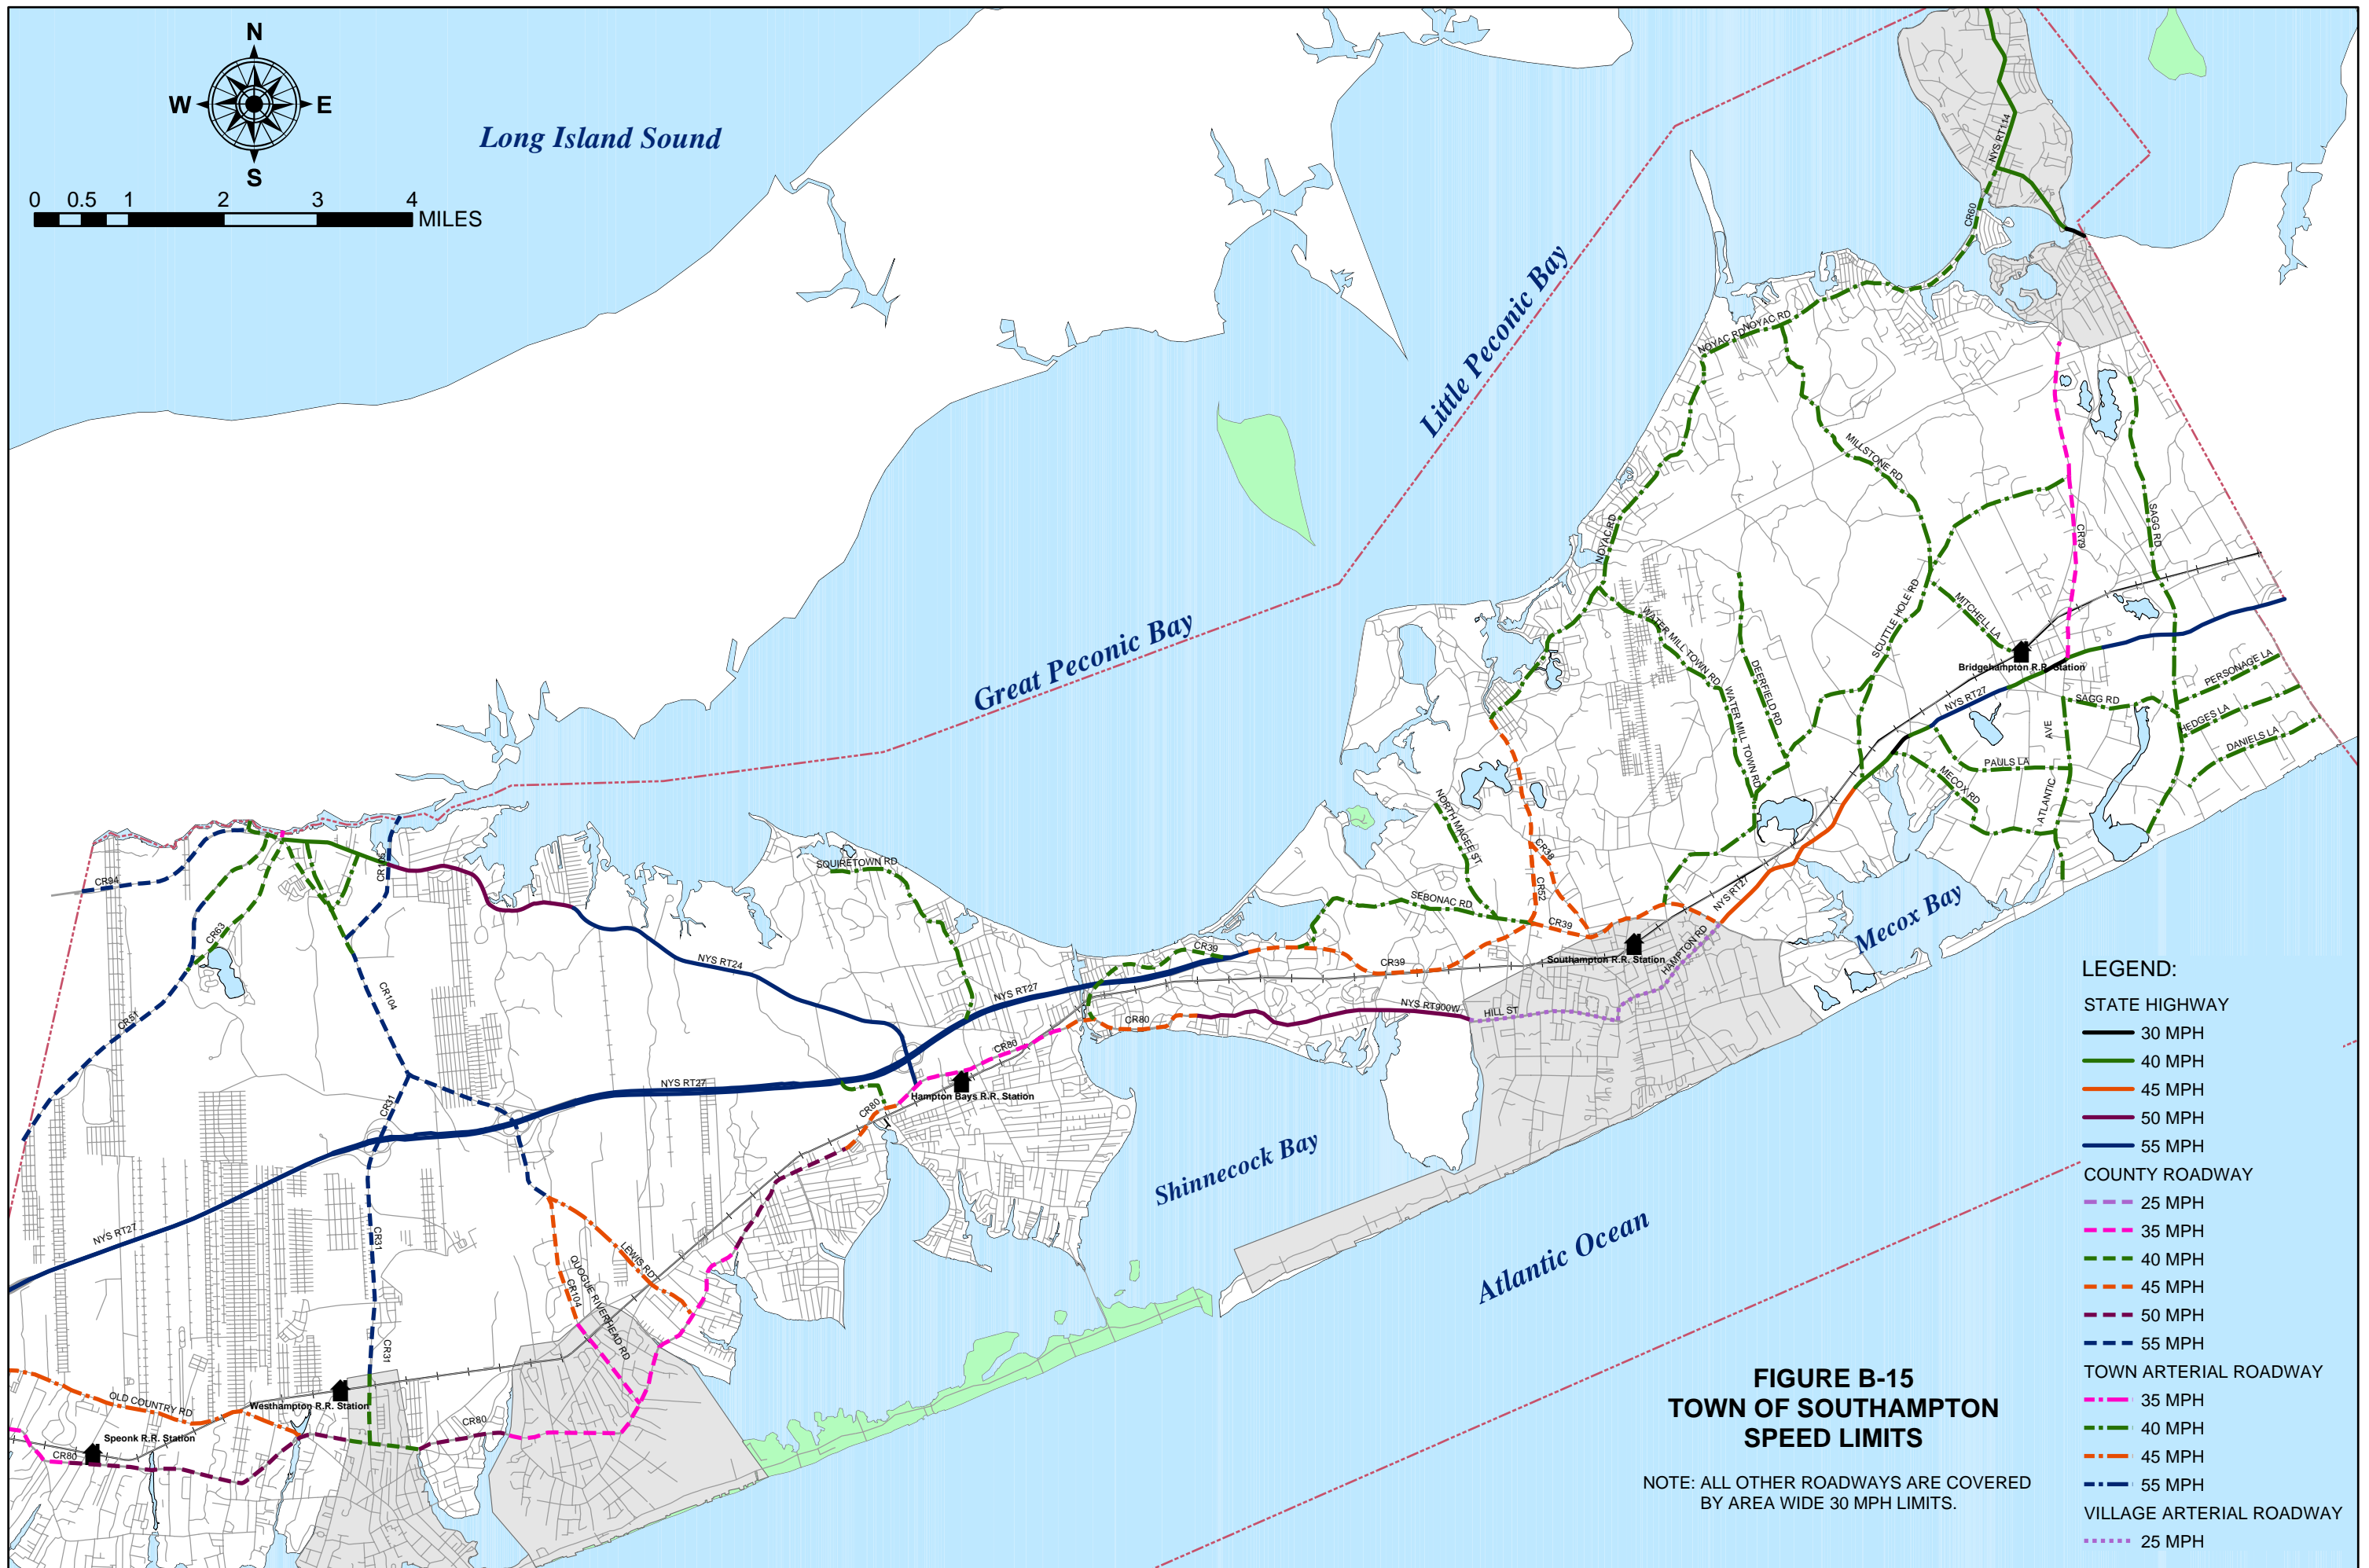 N
W E
S
0 0.5 1 2 3 4
MILES
Long Island Sound
Little Peconic Bay
Great Peconic Bay
Shinnecock Bay
Mecox Bay
Atlantic Ocean
NYS RT114
CR60
NOYAC RD
NOYAC RD
MILLSTONE RD
NOYAC RD
CR79
SAGG RD
WATER MILL TOWN RD
WATER MILL TOWN RD
DEERFIELD RD
SCUTTLE HOLE RD
MITCHELL LA
Bridgehampton R.R. Station
NYS RT27
SAGG RD
PERSONAGE LA
HEDGES LA
DANIELS LA
PAULS LA
MECOX RD
ATLANTIC AVE
NORTH MAGEE ST
CR38
CR52
SEBONAC RD
CR39
NYS RT27
HAMPTON RD
Southampton R.R. Station
CR39
CR39
NYS RT27
NYS RT900W
HILL ST
CR80
SQUIRETOWN RD
CR94
CR105
CR63
CR51
CR104
NYS RT24
CR80
Hampton Bays R.R. Station
NYS RT27
CR80
CR31
NYS RT27
CR31
LEWIS RD
QUOGUE RIVERHEAD RD
CR104
CR31
OLD COUNTRY RD
Westhampton R.R. Station
CR80
Speonk R.R. Station
CR80
LEGEND:
STATE HIGHWAY
30 MPH
40 MPH
45 MPH
50 MPH
55 MPH
COUNTY ROADWAY
25 MPH
35 MPH
40 MPH
45 MPH
50 MPH
55 MPH
TOWN ARTERIAL ROADWAY
35 MPH
40 MPH
45 MPH
55 MPH
VILLAGE ARTERIAL ROADWAY
25 MPH
FIGURE B-15
TOWN OF SOUTHAMPTON
SPEED LIMITS
NOTE: ALL OTHER ROADWAYS ARE COVERED
BY AREA WIDE 30 MPH LIMITS.